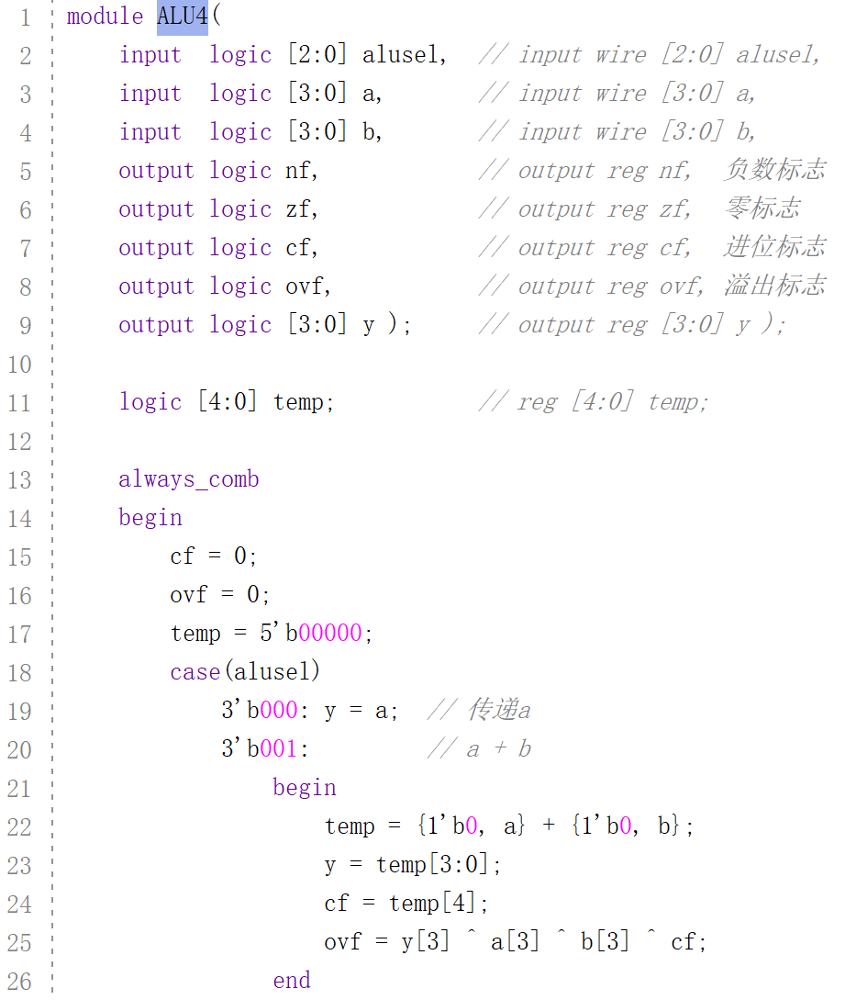 1 module ALU4(
2 input logic [2:0] alusel, // input wire [2:0] alusel,
3 input logic [3:0] a, // input wire [3:0] a,
4 input logic [3:0] b, // input wire [3:0] b,
5 output logic nf, // output reg nf, 负数标志
6 output logic zf, // output reg zf, 零标志
7 output logic cf, // output reg cf, 进位标志
8 output logic ovf, // output reg ovf, 溢出标志
9 output logic [3:0] y ); // output reg [3:0] y );
10
11 logic [4:0] temp; // reg [4:0] temp;
12
13 always_comb
14 begin
15 cf = 0;
16 ovf = 0;
17 temp = 5'b00000;
18 case(alusel)
19 3'b000: y = a; // 传递a
20 3'b001: // a + b
21 begin
22 temp = {1'b0, a} + {1'b0, b};
23 y = temp[3:0];
24 cf = temp[4];
25 ovf = y[3] ^ a[3] ^ b[3] ^ cf;
26 end